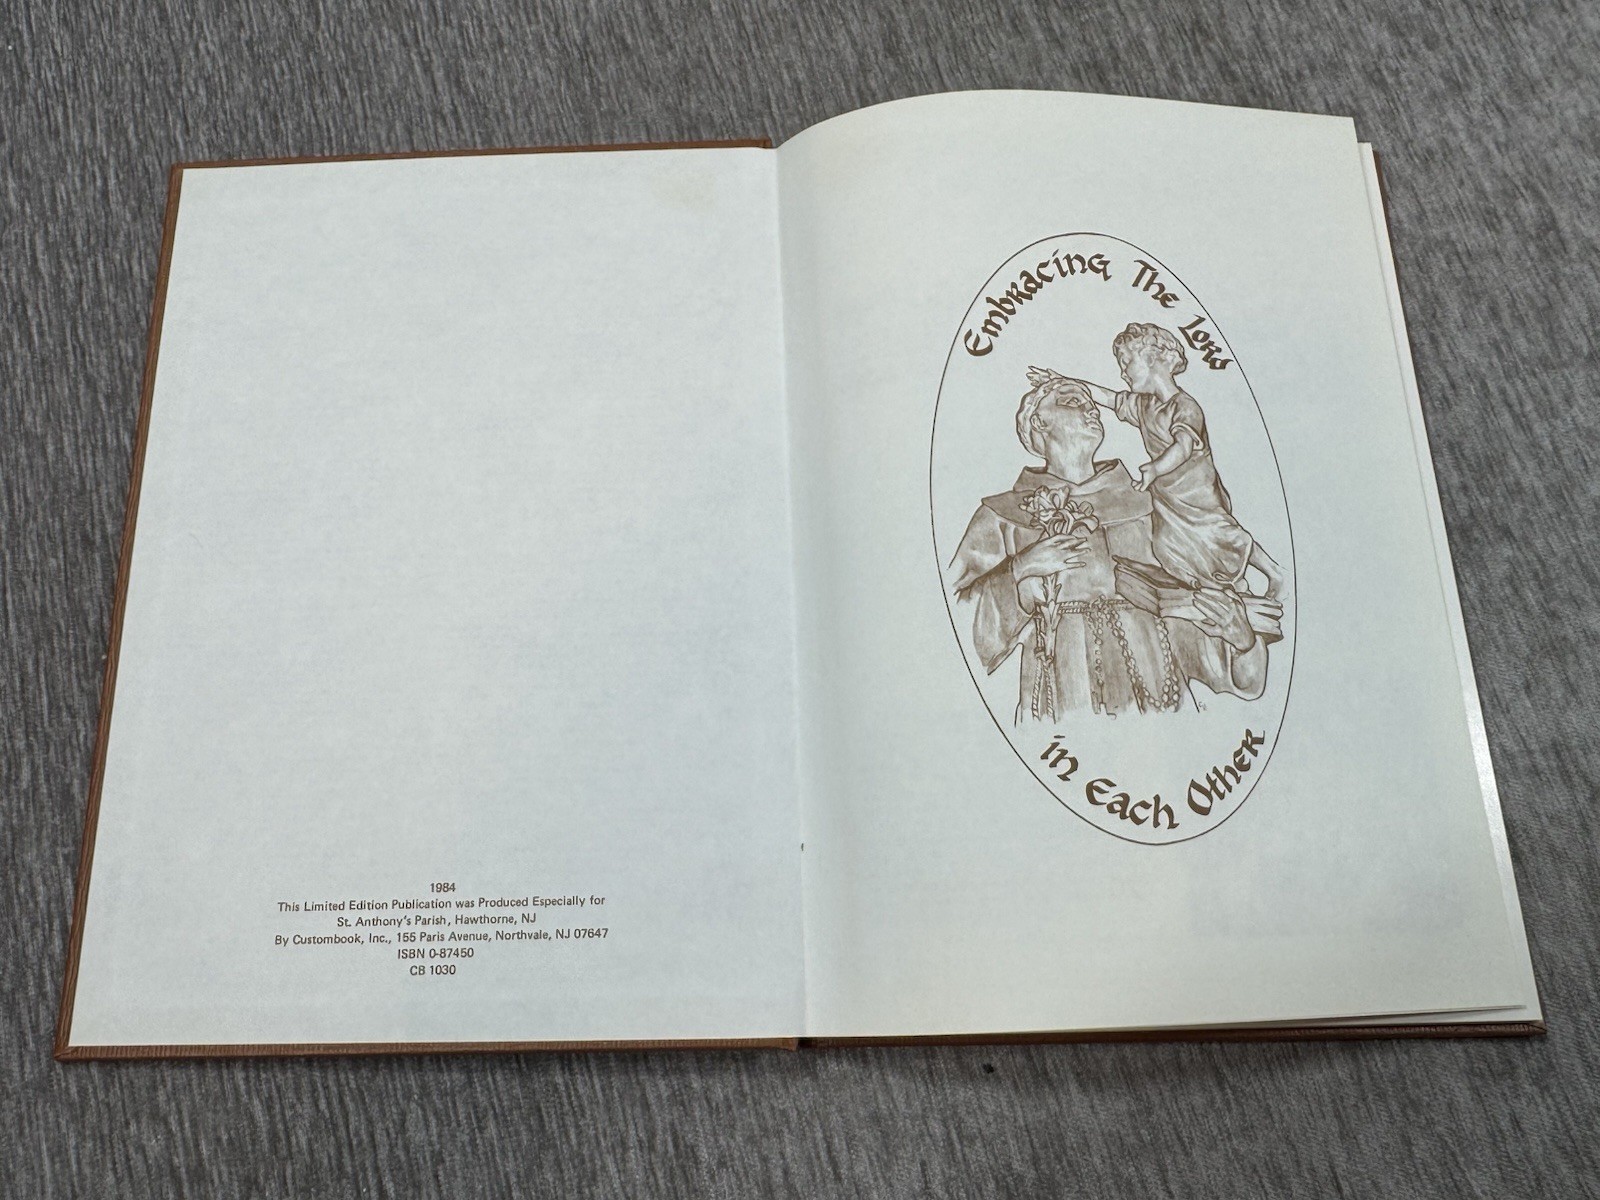 1984
This Limited Edition Publication was Produced Especially for
St. Anthony's Parish, Hawthorne, NJ
By Custombook, Inc., 155 Paris Avenue, Northvale, NJ 07647
ISBN 0-87450
CB 1030
Embracing The Lord
in Each Other